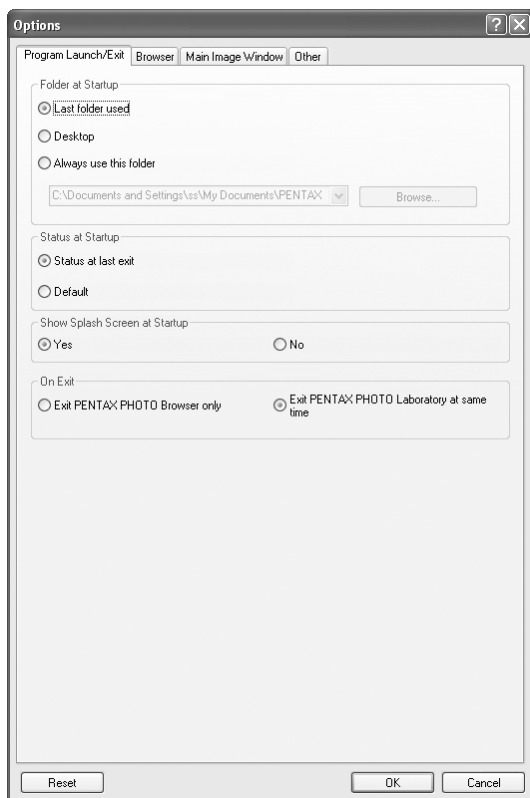 Options
Program Launch/Exit Browser Main Image Window Other
Folder at Startup
Last folder used
Desktop
Always use this folder
C:\Documents and Settings\ss\My Documents\PENTAX Browse...
Status at Startup
Status at last exit
Default
Show Splash Screen at Startup
Yes No
On Exit
Exit PENTAX PHOTO Browser only Exit PENTAX PHOTO Laboratory at same
time
Reset OK Cancel